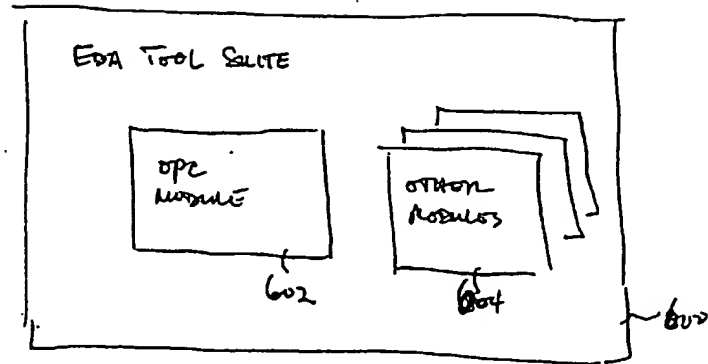 EDA TOOL SUITE
OPC
MODULE
OTHER
MODULES
602
604
600